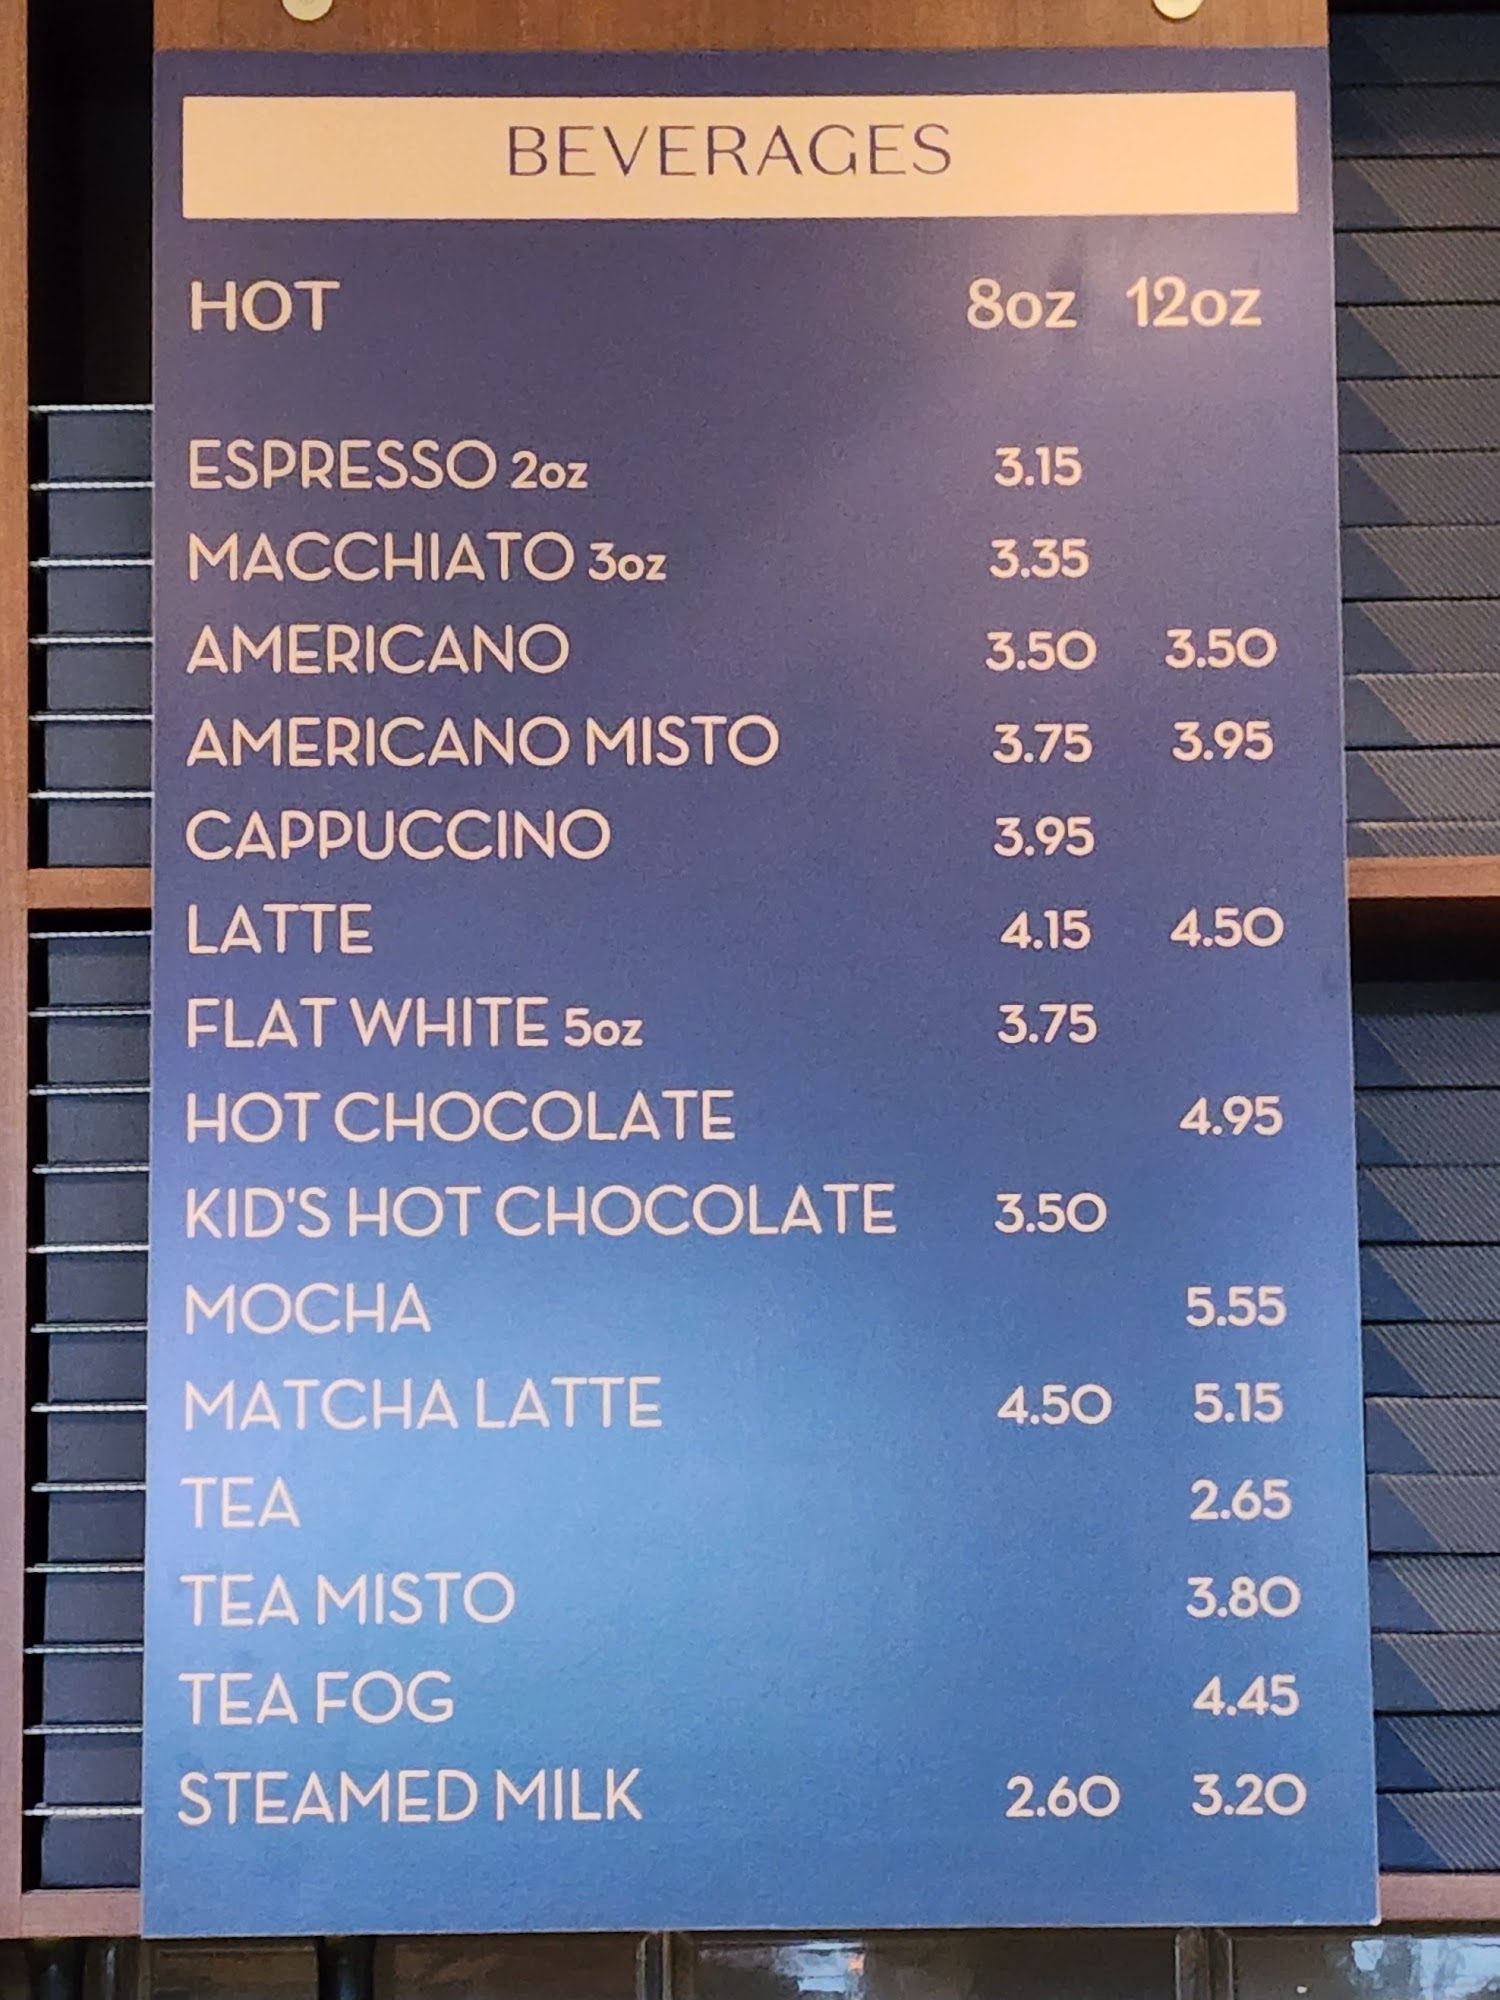 BEVERAGES
HOT 8oz 12oz
ESPRESSO 2oz 3.15
MACCHIATO 3oz 3.35
AMERICANO 3.50 3.50
AMERICANO MISTO 3.75 3.95
CAPPUCCINO 3.95
LATTE 4.15 4.50
FLAT WHITE 5oz 3.75
HOT CHOCOLATE 4.95
KID'S HOT CHOCOLATE 3.50
MOCHA 5.55
MATCHA LATTE 4.50 5.15
TEA 2.65
TEA MISTO 3.80
TEA FOG 4.45
STEAMED MILK 2.60 3.20